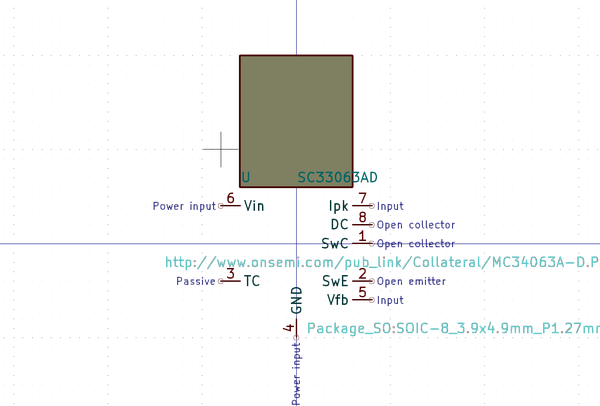 U SC33063AD
Power input 6 Vin Ipk 7 Input
DC 8 Open collector
SwC 1 Open collector
http://www.onsemi.com/pub_link/Collateral/MC34063A-D.P
Passive 3 TC SwE 2 Open emitter
Vfb 5 Input
GND
4
Package_SO:SOIC-8_3.9x4.9mm_P1.27mm
Power input